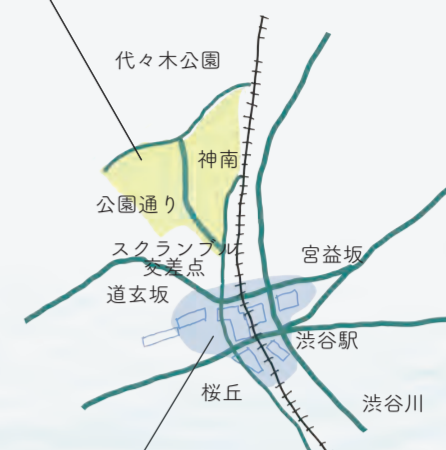 代々木公園
神南
公園通り
スクランブル
交差点
宮益坂
道玄坂
渋谷駅
桜丘
渋谷川